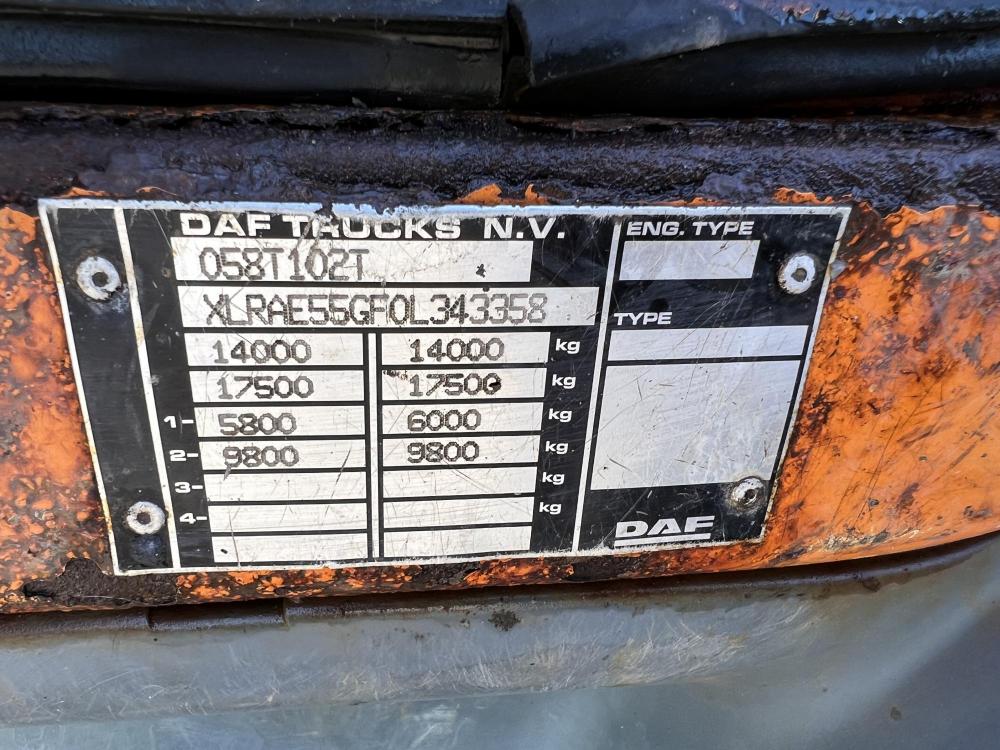 DAF TRUCKS N.V.
ENG. TYPE
058T102T
XLRAE55GF0L343358
TYPE
14000 14000 kg
17500 17500 kg
1- 5800 6000 kg
2- 9800 9800 kg
3- kg
4- kg
DAF